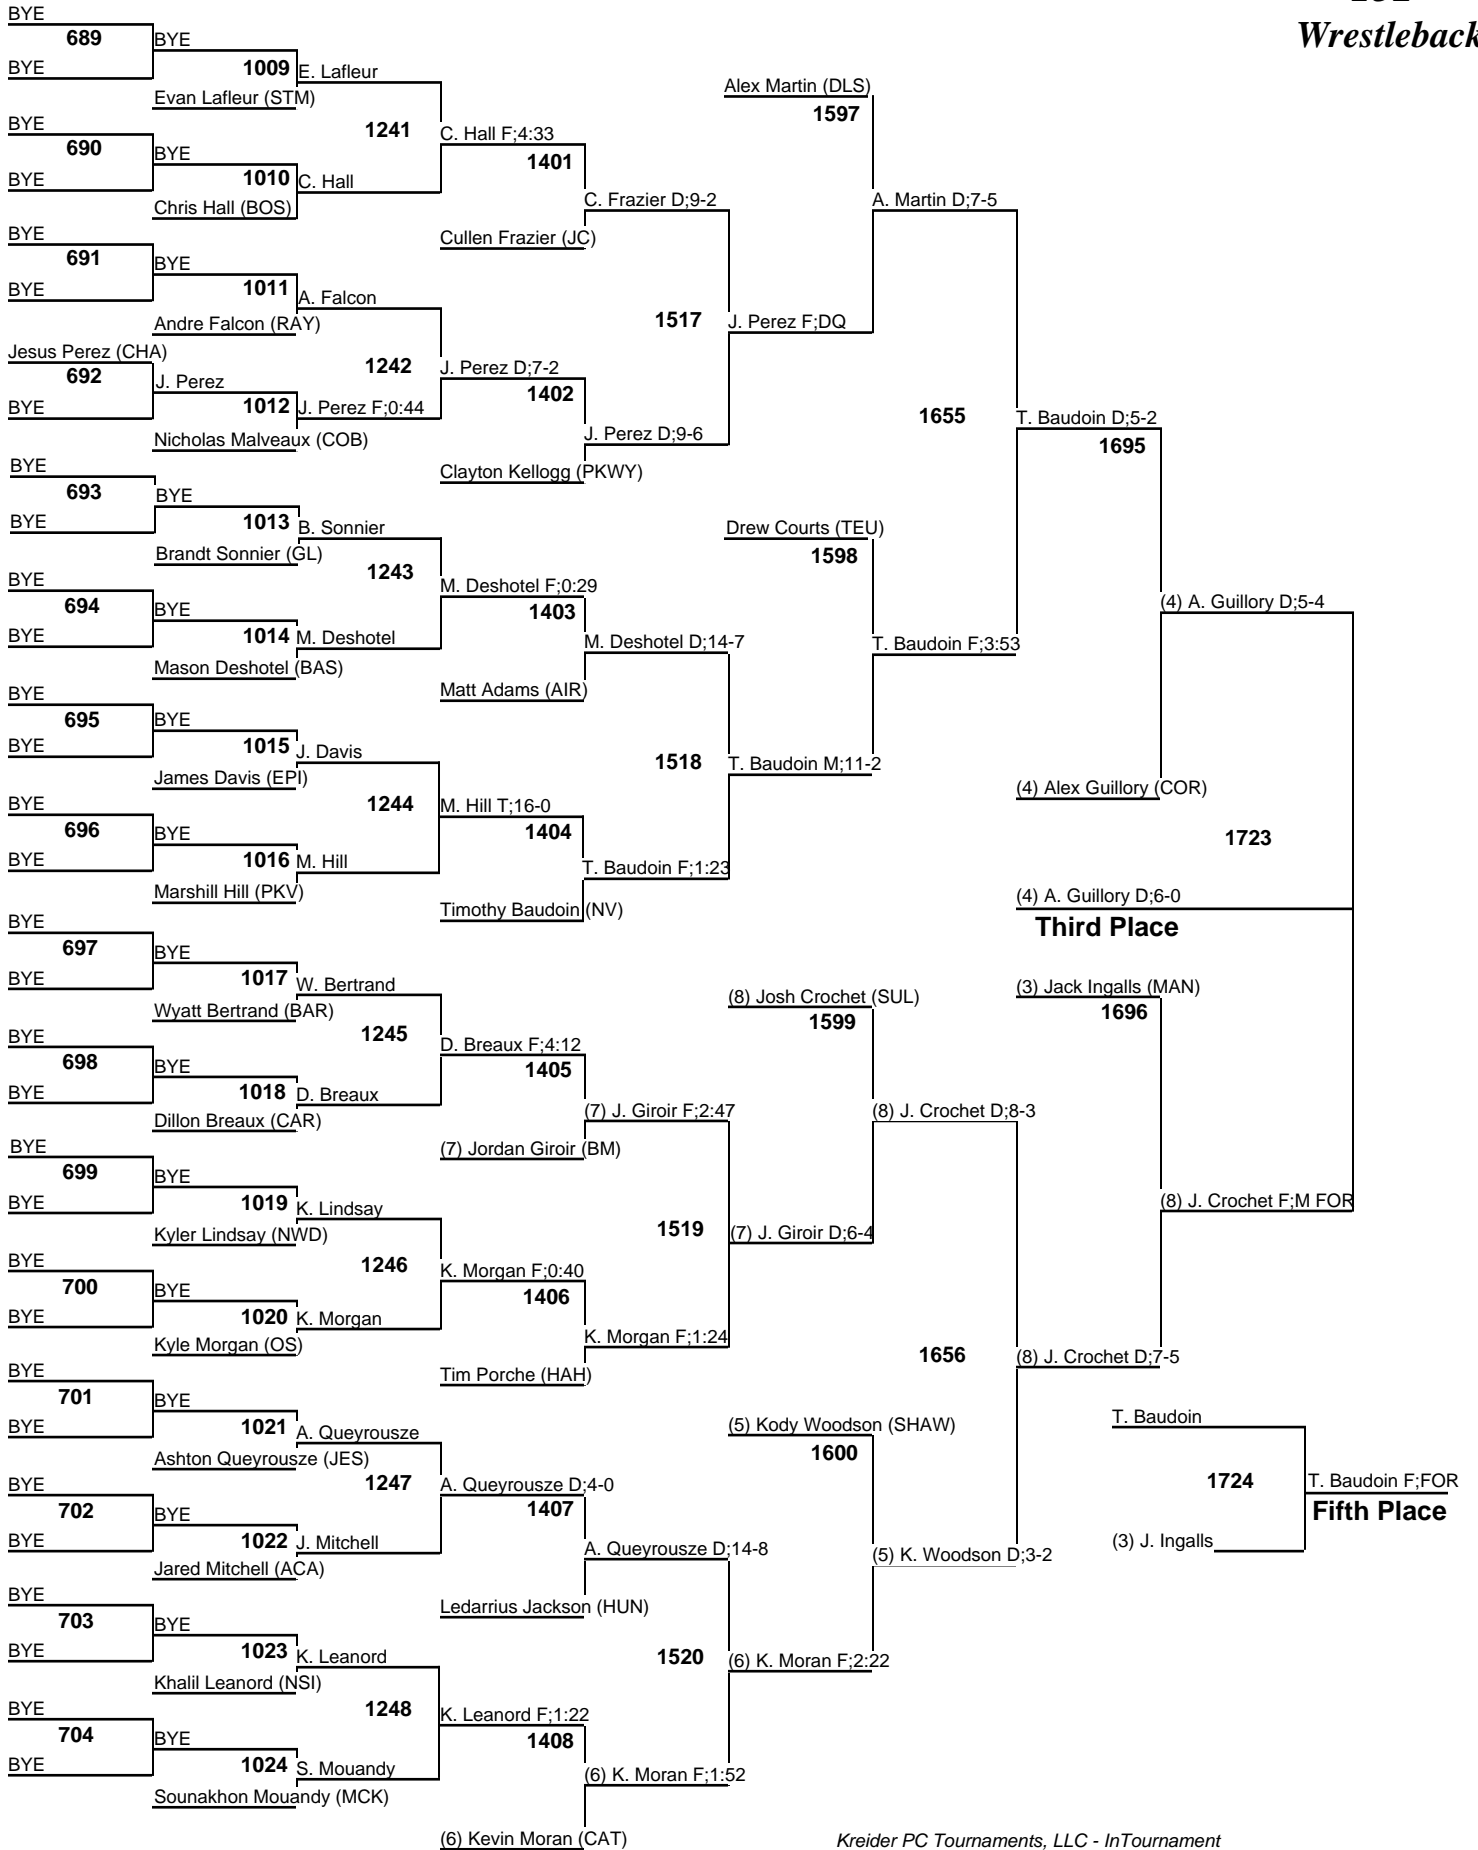 Wrestleback
BYE
689
BYE
BYE
1009
E. Lafleur
Evan Lafleur (STM)
1241
C. Hall F;4:33
BYE
690
BYE
BYE
1010
C. Hall
Chris Hall (BOS)
1401
C. Frazier D;9-2
Cullen Frazier (JC)
BYE
691
BYE
BYE
1011
A. Falcon
Andre Falcon (RAY)
1242
J. Perez D;7-2
Jesus Perez (CHA)
692
BYE
J. Perez
1012
J. Perez F;0:44
Nicholas Malveaux (COB)
1402
J. Perez D;9-6
Clayton Kellogg (PKWY)
1517
J. Perez F;DQ
Alex Martin (DLS)
1597
A. Martin D;7-5
BYE
693
BYE
BYE
1013
B. Sonnier
Brandt Sonnier (GL)
1243
M. Deshotel F;0:29
BYE
694
BYE
BYE
1014
M. Deshotel
Mason Deshotel (BAS)
1403
M. Deshotel D;14-7
Matt Adams (AIR)
BYE
695
BYE
BYE
1015
J. Davis
James Davis (EPI)
1244
M. Hill T;16-0
BYE
696
BYE
BYE
1016
M. Hill
Marshill Hill (PKV)
1404
T. Baudoin F;1:23
Timothy Baudoin (NV)
1518
T. Baudoin M;11-2
Drew Courts (TEU)
1598
T. Baudoin F;3:53
1655
T. Baudoin D;5-2
1695
(4) A. Guillory D;5-4
(4) Alex Guillory (COR)
1723
(4) A. Guillory D;6-0
Third Place
BYE
697
BYE
BYE
1017
W. Bertrand
Wyatt Bertrand (BAR)
1245
D. Breaux F;4:12
BYE
698
BYE
BYE
1018
D. Breaux
Dillon Breaux (CAR)
1405
(7) J. Giroir F;2:47
(7) Jordan Giroir (BM)
BYE
699
BYE
BYE
1019
K. Lindsay
Kyler Lindsay (NWD)
1246
K. Morgan F;0:40
BYE
700
BYE
BYE
1020
K. Morgan
Kyle Morgan (OS)
1406
K. Morgan F;1:24
Tim Porche (HAH)
1519
(7) J. Giroir D;6-4
(8) Josh Crochet (SUL)
1599
(8) J. Crochet D;8-3
(3) Jack Ingalls (MAN)
1696
(8) J. Crochet F;M FOR
BYE
701
BYE
BYE
1021
A. Queyrousze
Ashton Queyrousze (JES)
1247
A. Queyrousze D;4-0
BYE
702
BYE
BYE
1022
J. Mitchell
Jared Mitchell (ACA)
1407
A. Queyrousze D;14-8
Ledarrius Jackson (HUN)
BYE
703
BYE
BYE
1023
K. Leanord
Khalil Leanord (NSI)
1248
K. Leanord F;1:22
BYE
704
BYE
BYE
1024
S. Mouandy
Sounakhon Mouandy (MCK)
1408
(6) K. Moran F;1:52
(6) Kevin Moran (CAT)
1520
(6) K. Moran F;2:22
(5) Kody Woodson (SHAW)
1600
(5) K. Woodson D;3-2
1656
(8) J. Crochet D;7-5
T. Baudoin
1724
T. Baudoin F;FOR
Fifth Place
(3) J. Ingalls
Kreider PC Tournaments, LLC - InTournament